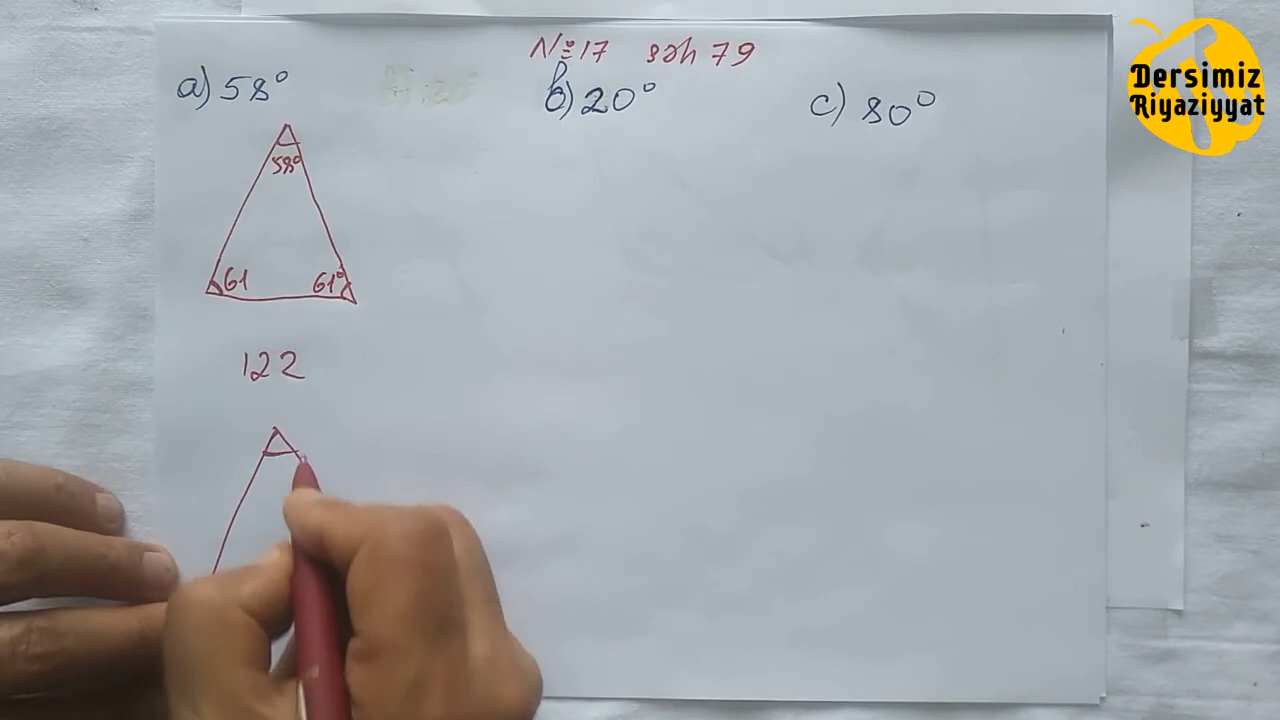 №17 səh 79
a) 58°
b) 20°
c) 80°
58°
61
61°
122
Dersimiz
Riyaziyyat